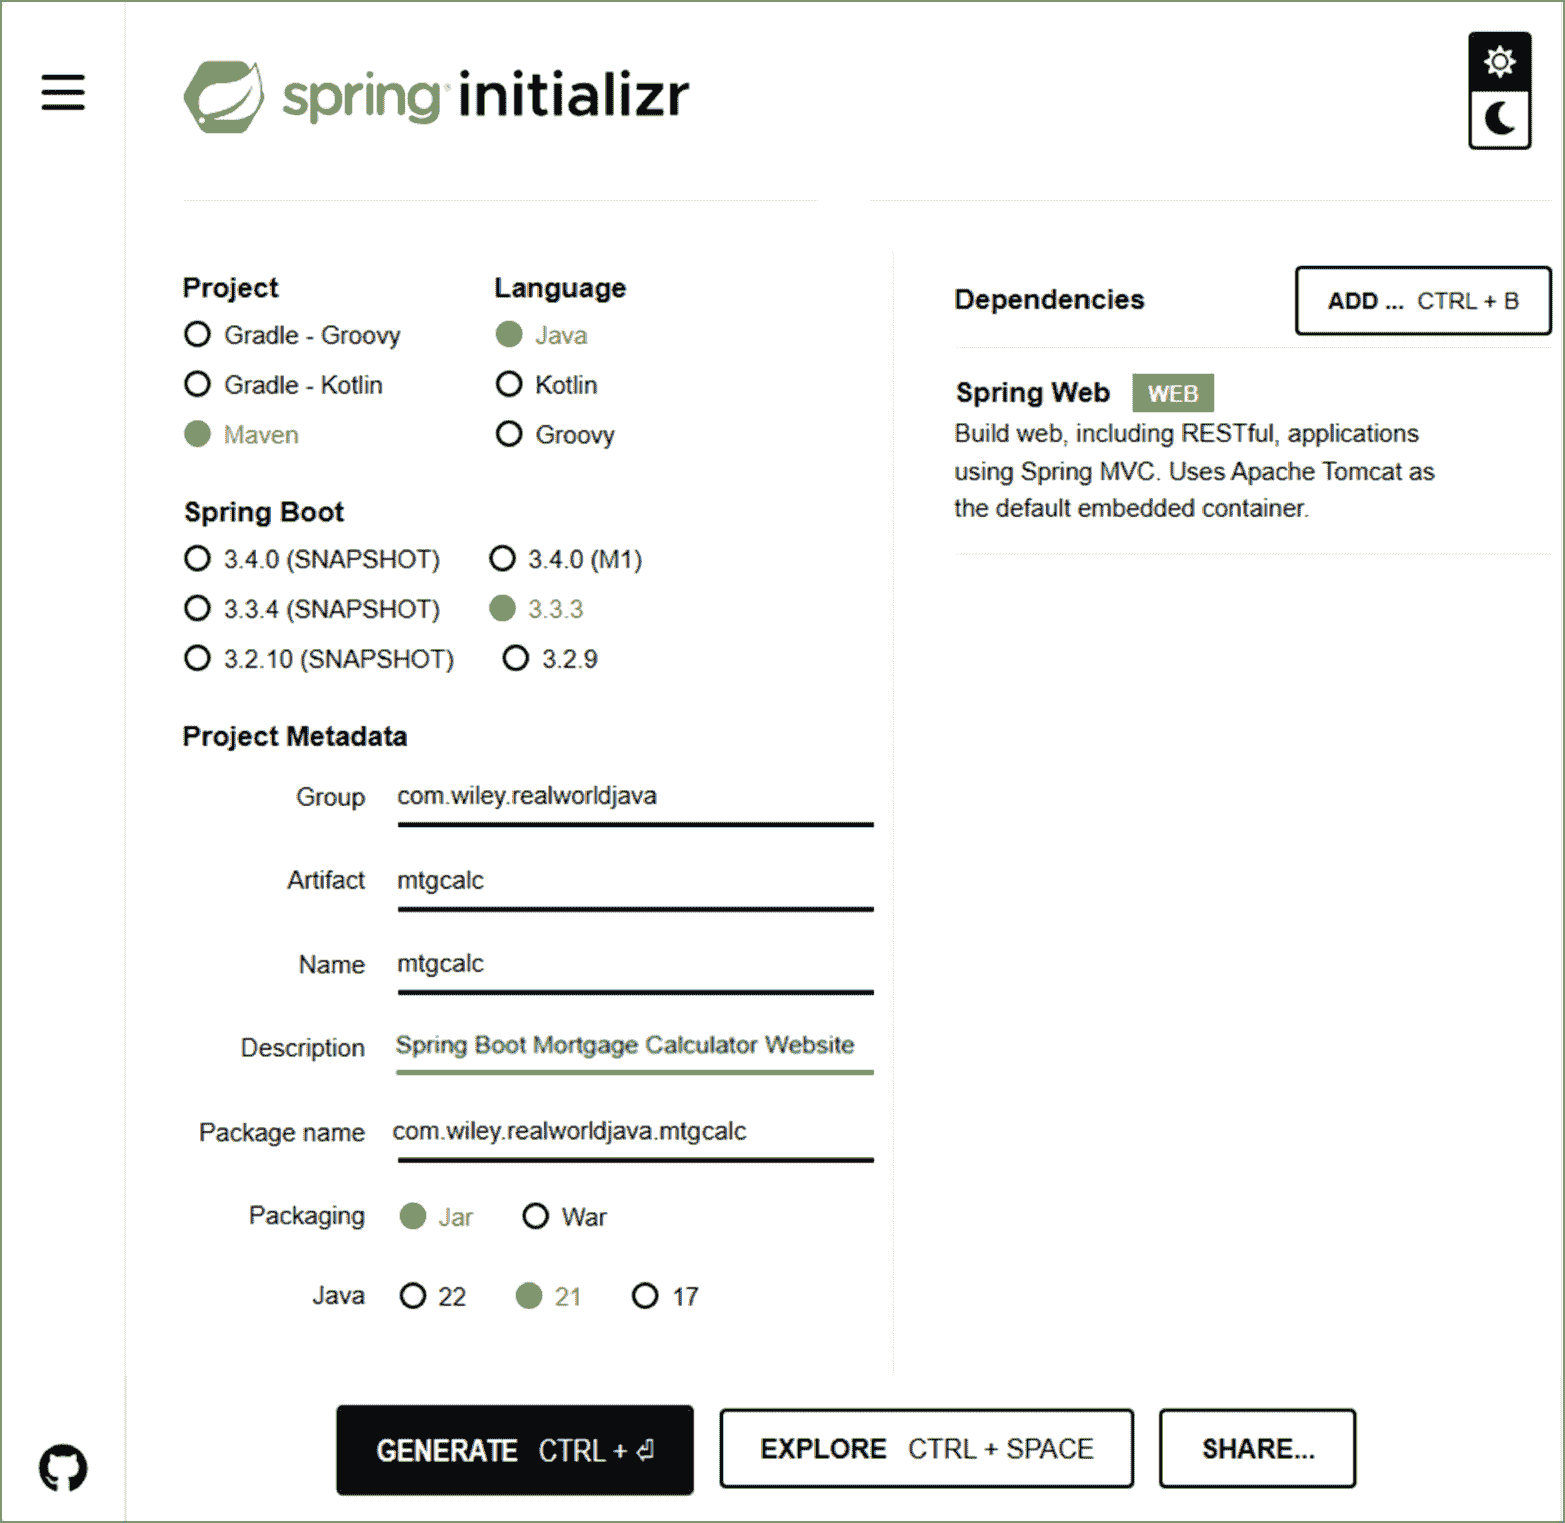 spring initializr
Project
Gradle - Groovy
Gradle - Kotlin
Maven
Language
Java
Kotlin
Groovy
Spring Boot
3.4.0 (SNAPSHOT) 3.4.0 (M1)
3.3.4 (SNAPSHOT) 3.3.3
3.2.10 (SNAPSHOT) 3.2.9
Project Metadata
Group com.wiley.realworldjava
Artifact mtgcalc
Name mtgcalc
Description Spring Boot Mortgage Calculator Website
Package name com.wiley.realworldjava.mtgcalc
Packaging Jar War
Java 22 21 17
Dependencies ADD ... CTRL + B
Spring Web WEB
Build web, including RESTful, applications
using Spring MVC. Uses Apache Tomcat as
the default embedded container.
GENERATE CTRL + ⏎ EXPLORE CTRL + SPACE SHARE...